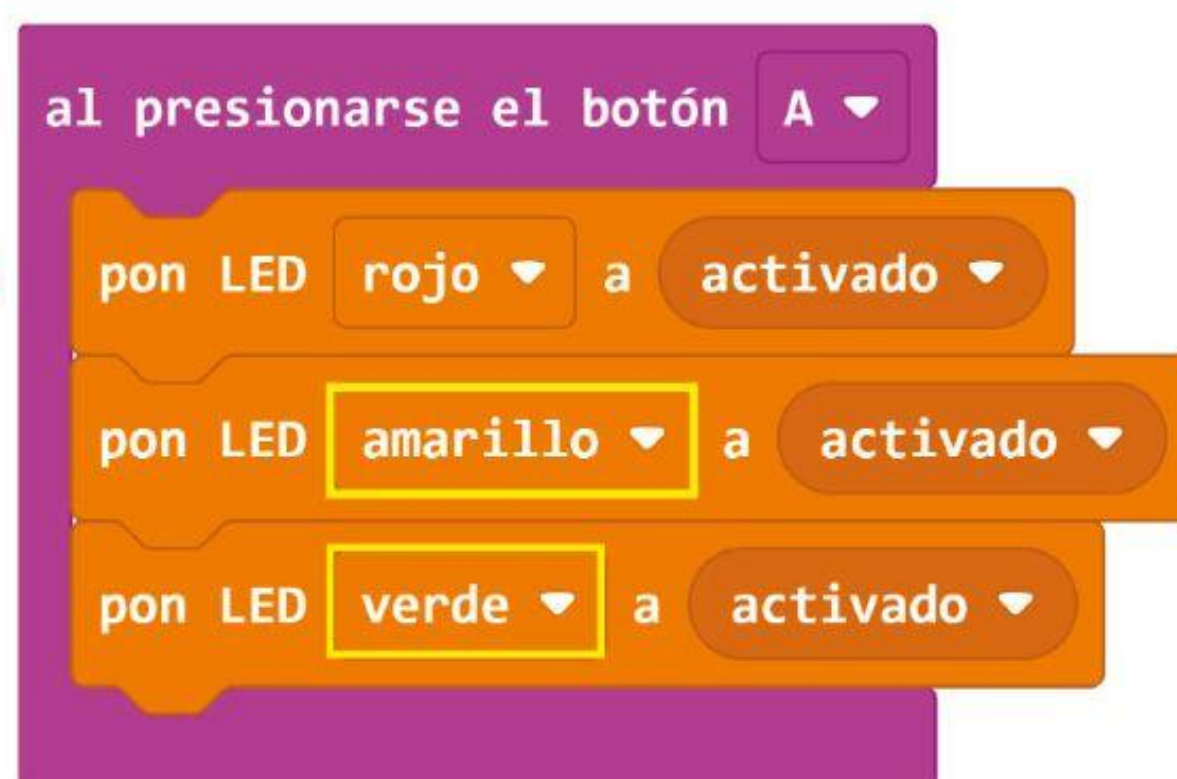 al presionarse el botón A
pon LED rojo a activado
pon LED amarillo a activado
pon LED verde a activado